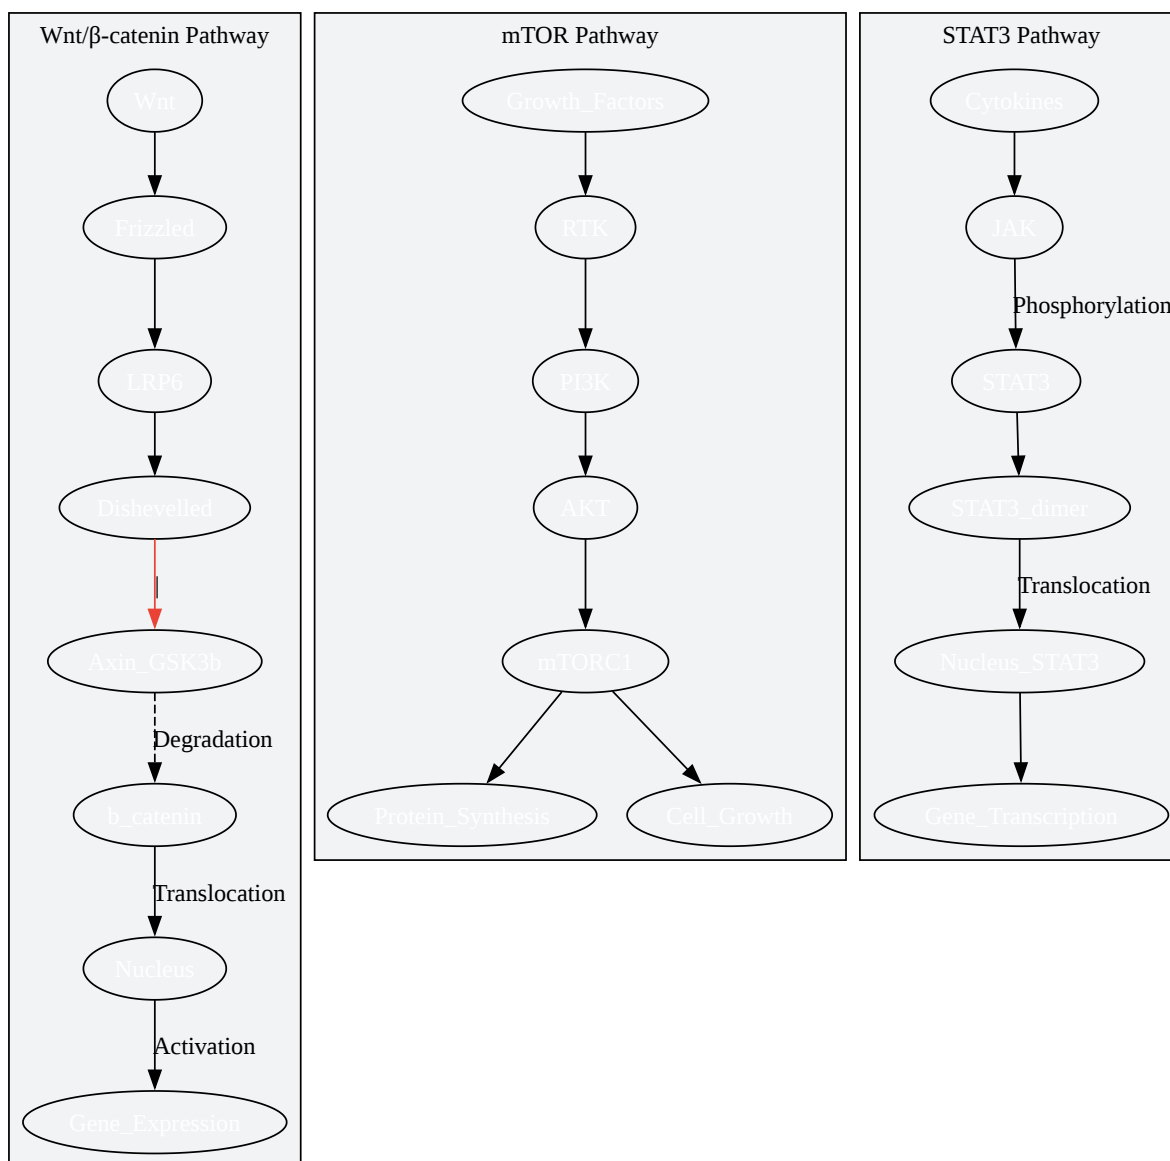 Wnt/β-catenin Pathway
Wnt
Frizzled
LRP6
Dishevelled
|
Axin_GSK3b
Degradation
b_catenin
Translocation
Nucleus
Activation
Gene_Expression
mTOR Pathway
Growth_Factors
RTK
PI3K
AKT
mTORC1
Protein_Synthesis
Cell_Growth
STAT3 Pathway
Cytokines
JAK
Phosphorylation
STAT3
STAT3_dimer
Translocation
Nucleus_STAT3
Gene_Transcription